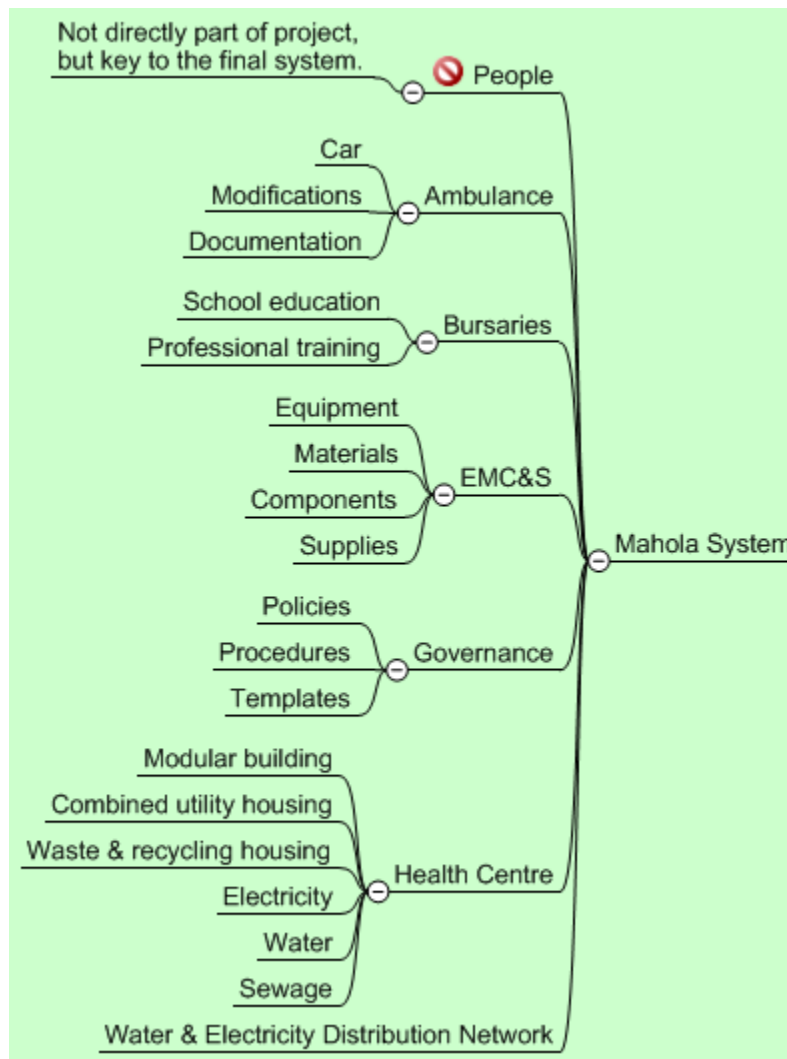 Not directly part of project,
but key to the final system.
People
Car
Modifications
Documentation
Ambulance
School education
Professional training
Bursaries
Equipment
Materials
Components
Supplies
EMC&S
Mahola System
Policies
Procedures
Templates
Governance
Modular building
Combined utility housing
Waste & recycling housing
Electricity
Water
Sewage
Health Centre
Water & Electricity Distribution Network